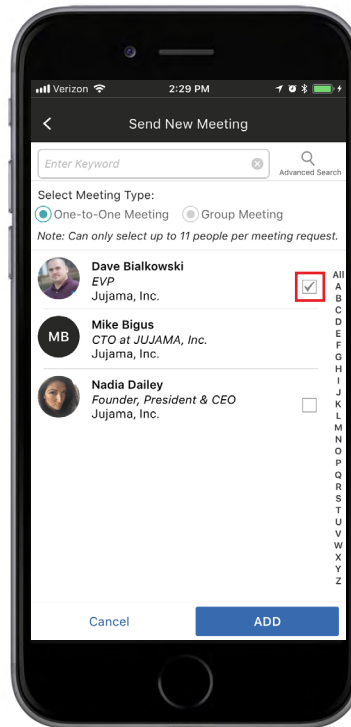 Verizon 2:29 PM
Send New Meeting
Enter Keyword
Advanced Search
Select Meeting Type:
One-to-One Meeting Group Meeting
Note: Can only select up to 11 people per meeting request.
Dave Bialkowski
EVP
Jujama, Inc.
MB
Mike Bigus
CTO at JUJAMA, Inc.
Jujama, Inc.
Nadia Dailey
Founder, President & CEO
Jujama, Inc.
All
A
B
C
D
E
F
G
H
I
J
K
L
M
N
O
P
Q
R
S
T
U
V
W
X
Y
Z
Cancel ADD